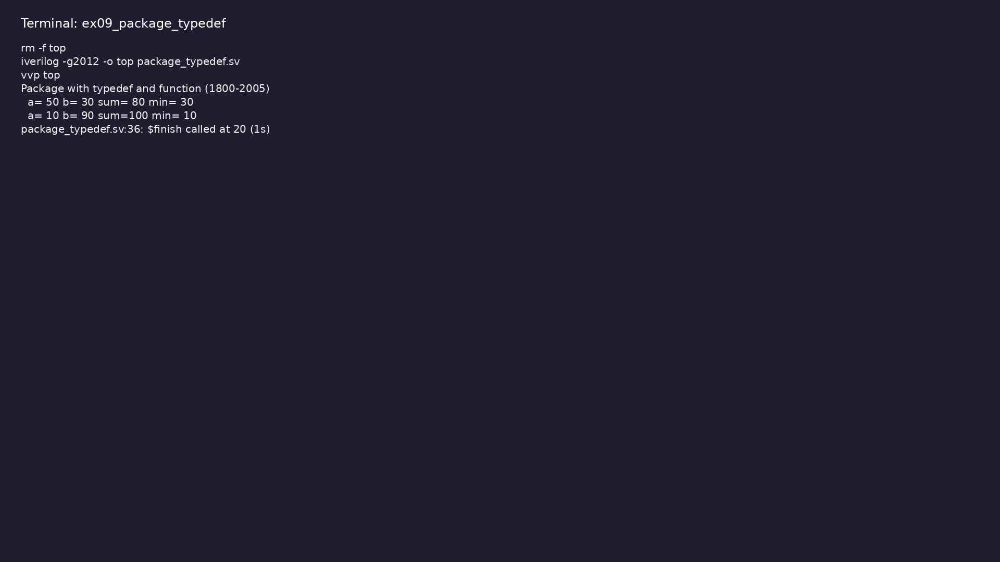 Terminal: ex09_package_typedef
rm -f top
iverilog -g2012 -o top package_typedef.sv
vvp top
Package with typedef and function (1800-2005)
  a= 50 b= 30 sum= 80 min= 30
  a= 10 b= 90 sum=100 min= 10
package_typedef.sv:36: $finish called at 20 (1s)